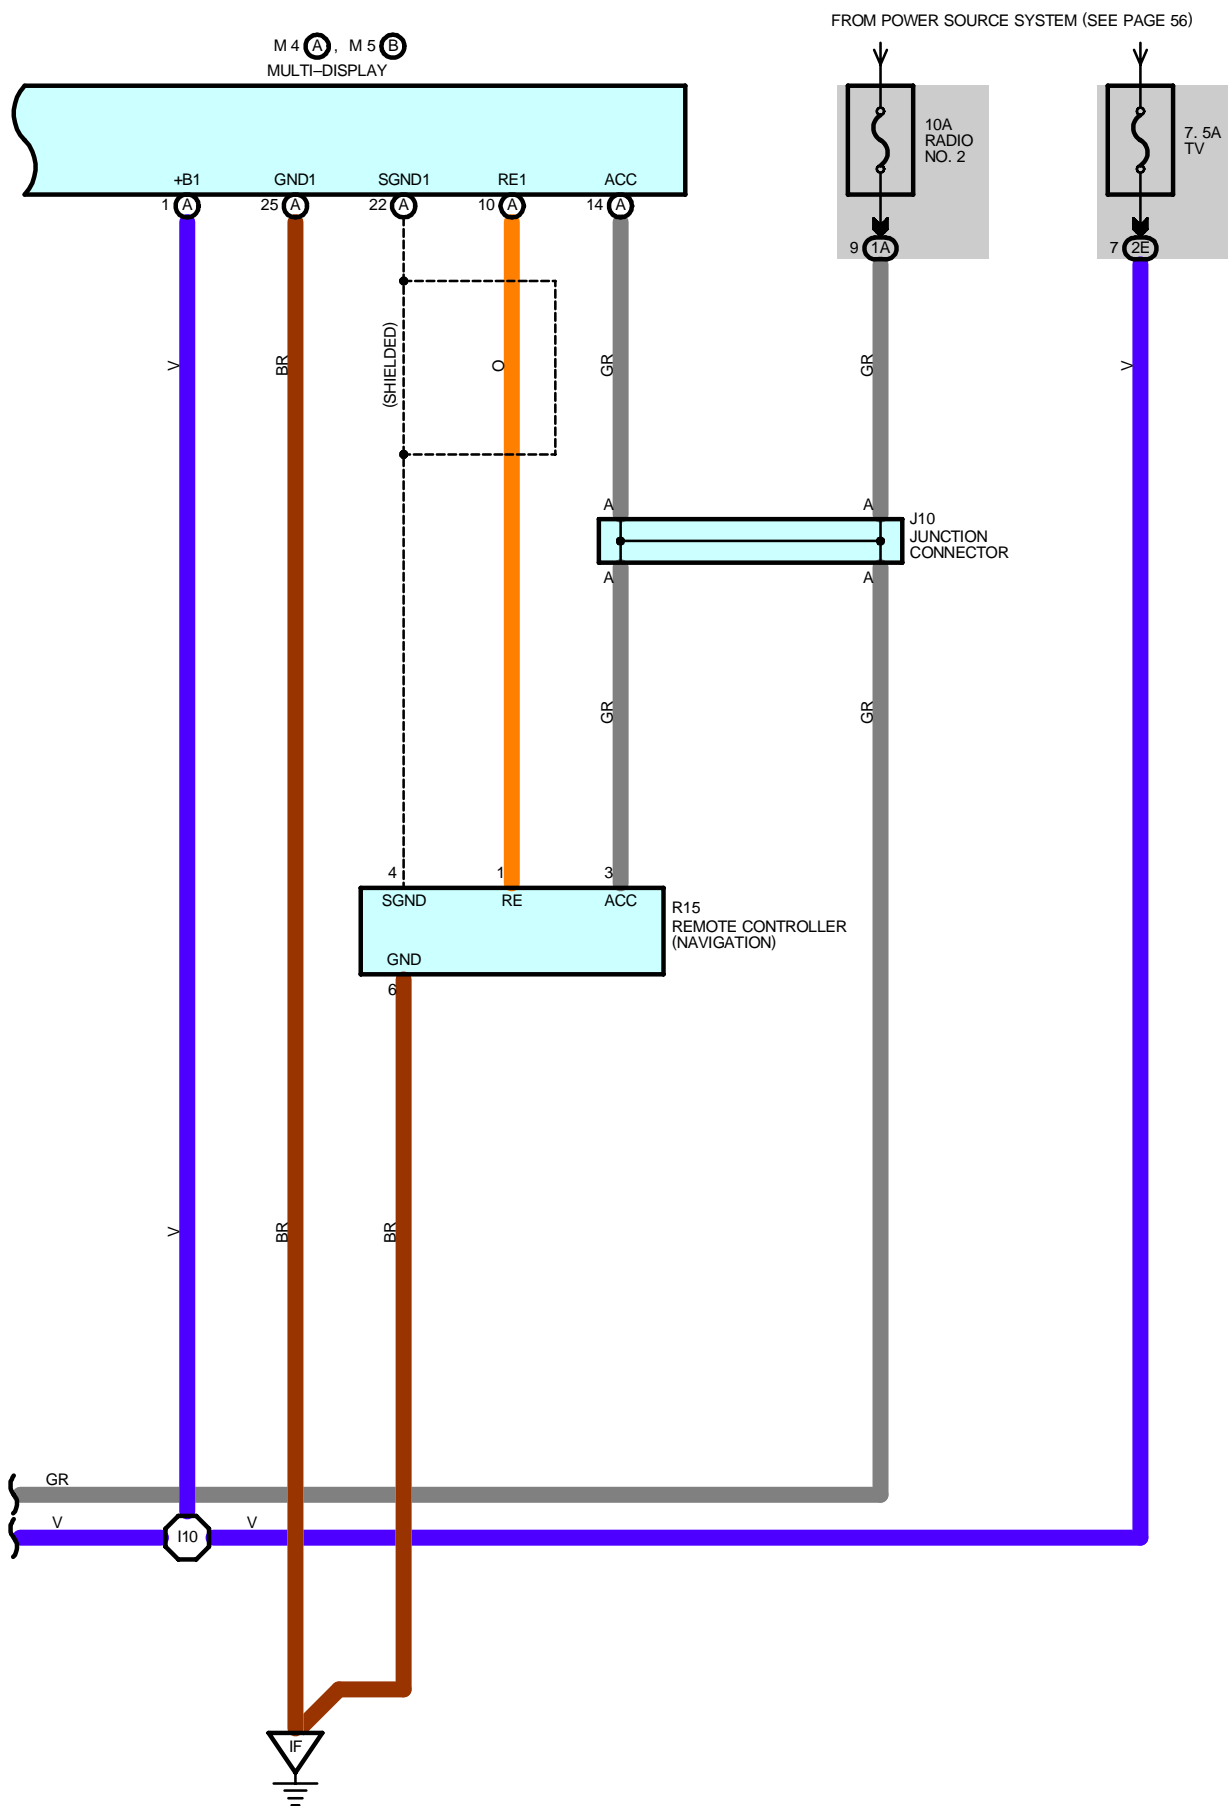 FROM POWER SOURCE SYSTEM (SEE PAGE 56)
M 4 A , M 5 B
MULTI–DISPLAY
10A
RADIO
NO. 2
7. 5A
TV
+B1 GND1 SGND1 RE1 ACC
1 A 25 A 22 A 10 A 14 A
9 1A 7 2E
V BR (SHIELDED) O GR GR V
A A
J10
JUNCTION
CONNECTOR
A A
GR GR
4 1 3
SGND RE ACC
R15
REMOTE CONTROLLER
(NAVIGATION)
GND
6
V BR BR
GR
V V
I10
IF